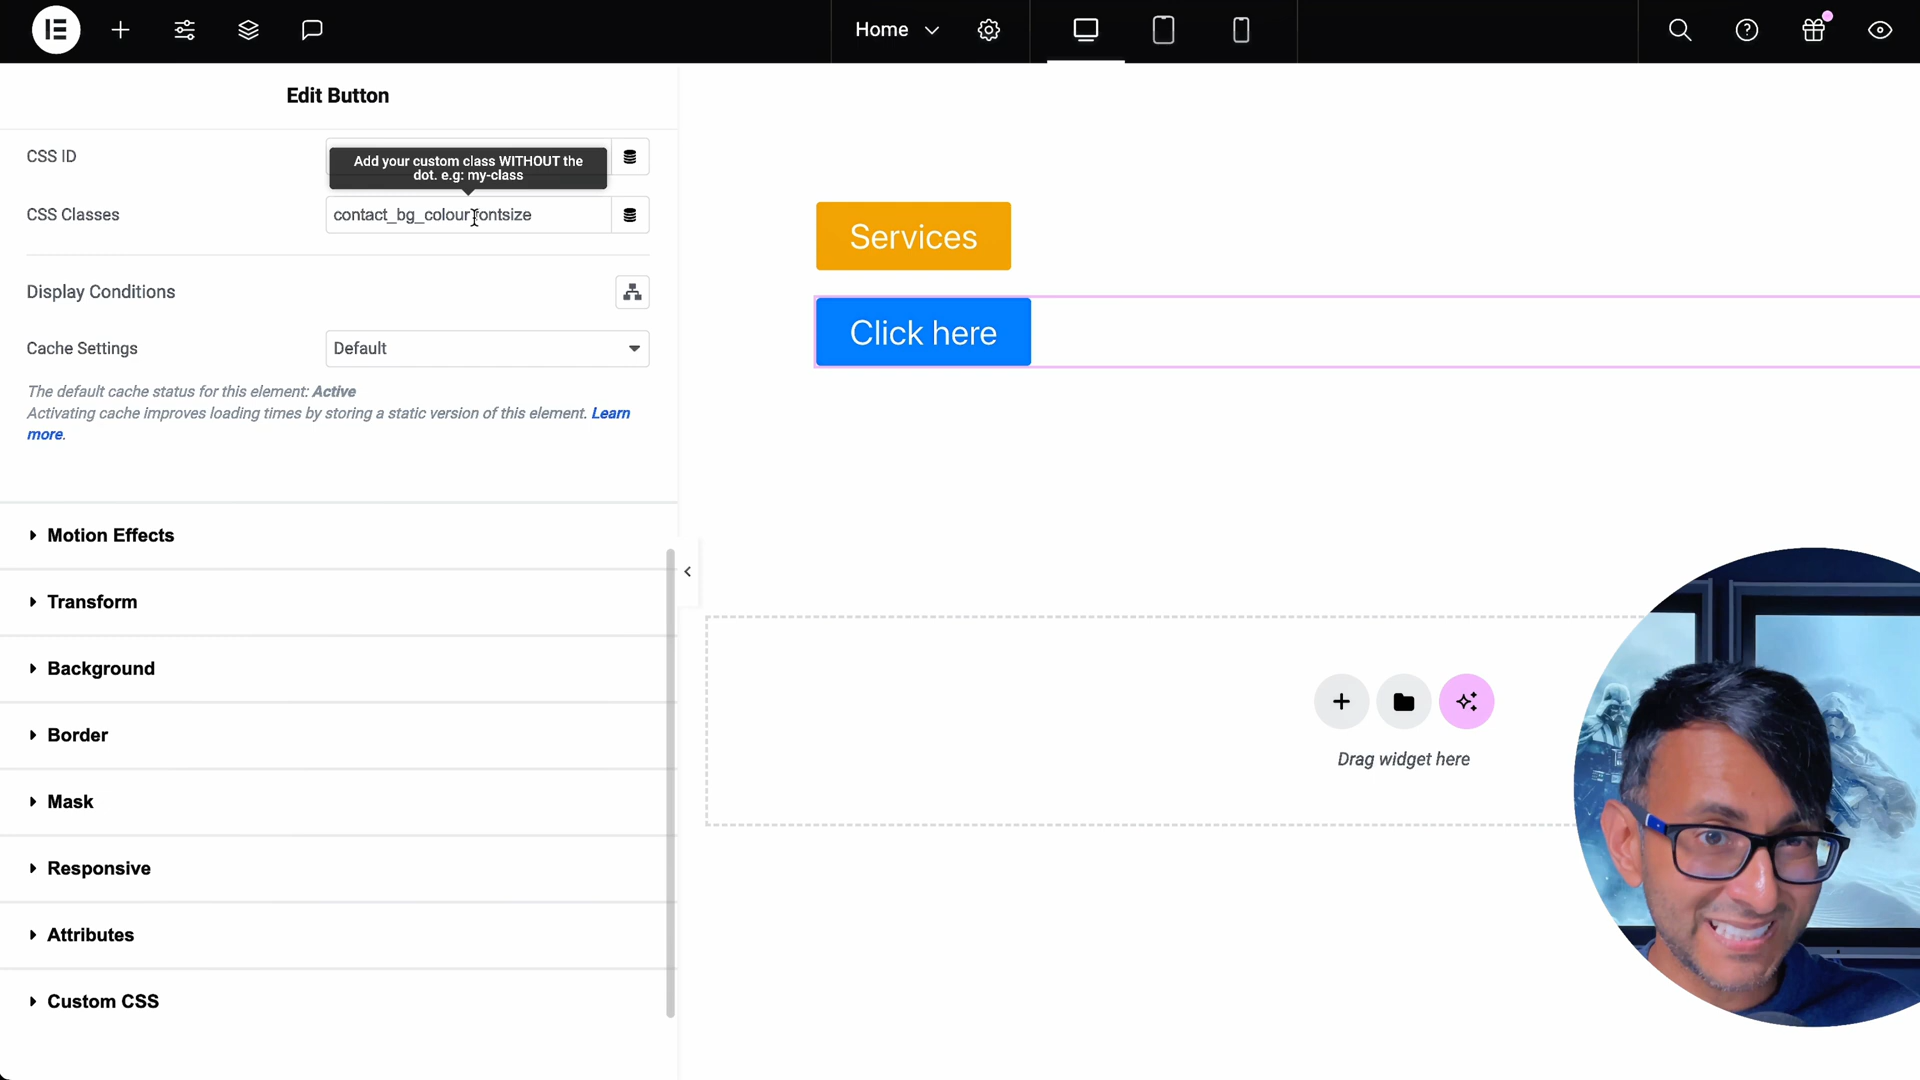 Home
Edit Button
CSS ID
Add your custom class WITHOUT the
dot. e.g: my-class
CSS Classes
contact_bg_colour fontsize
Display Conditions
Cache Settings
Default
The default cache status for this element: Active
Activating cache improves loading times by storing a static version of this element. Learn
more.
Motion Effects
Transform
Background
Border
Mask
Responsive
Attributes
Custom CSS
Services
Click here
Drag widget here